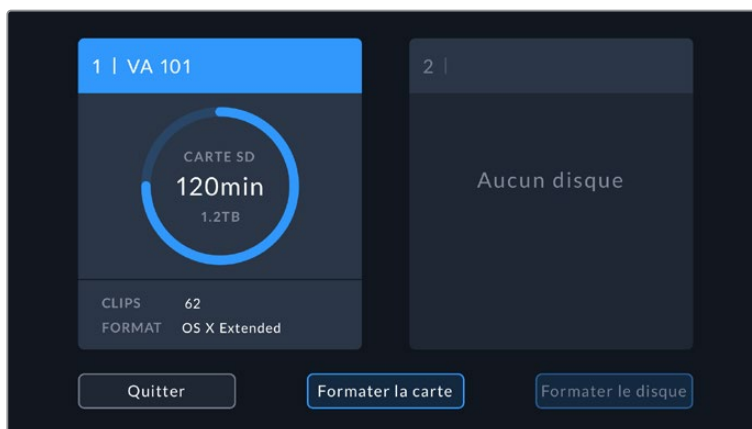 1 | VA 101
CARTE SD
120min
1.2TB
CLIPS 62
FORMAT OS X Extended
2 |
Aucun disque
Quitter
Formater la carte
Formater le disque